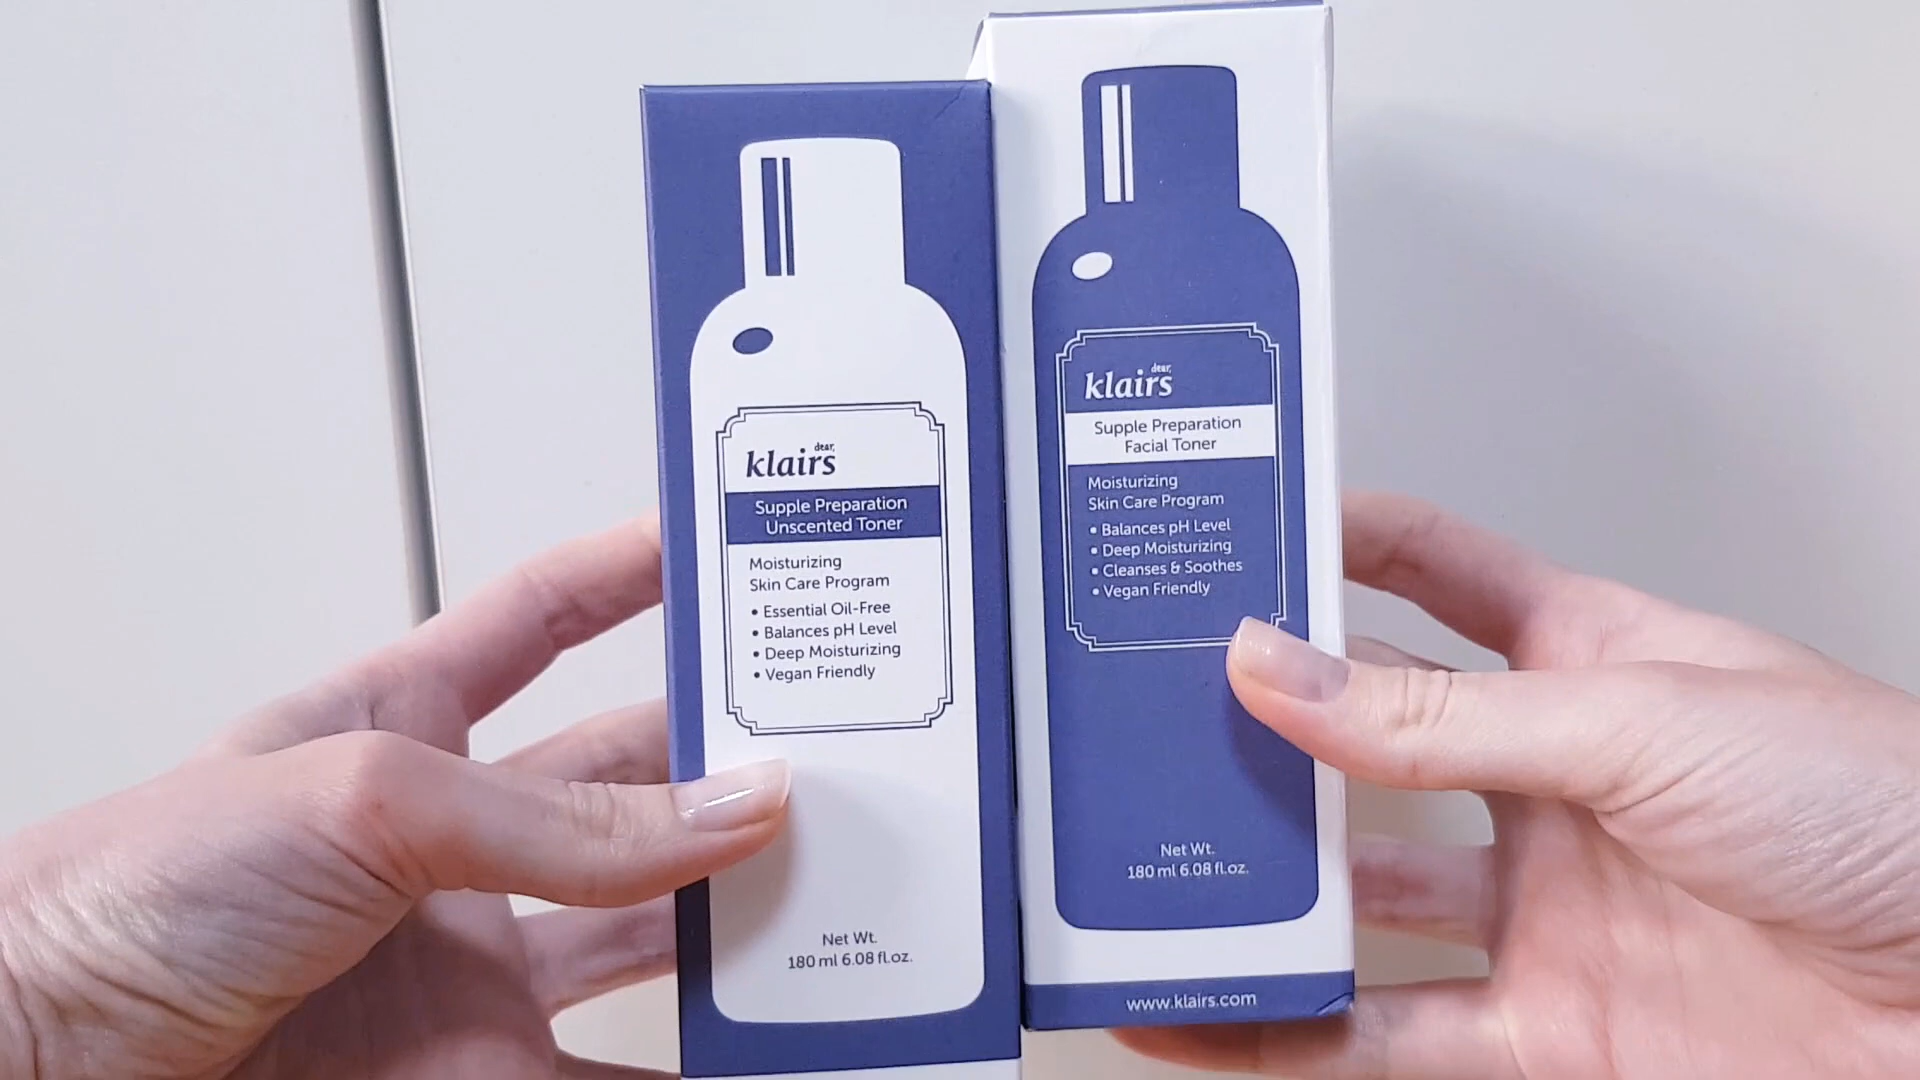 dear,
klairs
Supple Preparation
Unscented Toner
Moisturizing
Skin Care Program
• Essential Oil-Free
• Balances pH Level
• Deep Moisturizing
• Vegan Friendly
Net Wt.
180 ml 6.08 fl.oz.
dear,
klairs
Supple Preparation
Facial Toner
Moisturizing
Skin Care Program
• Balances pH Level
• Deep Moisturizing
• Cleanses & Soothes
• Vegan Friendly
Net Wt.
180 ml 6.08 fl.oz.
www.klairs.com